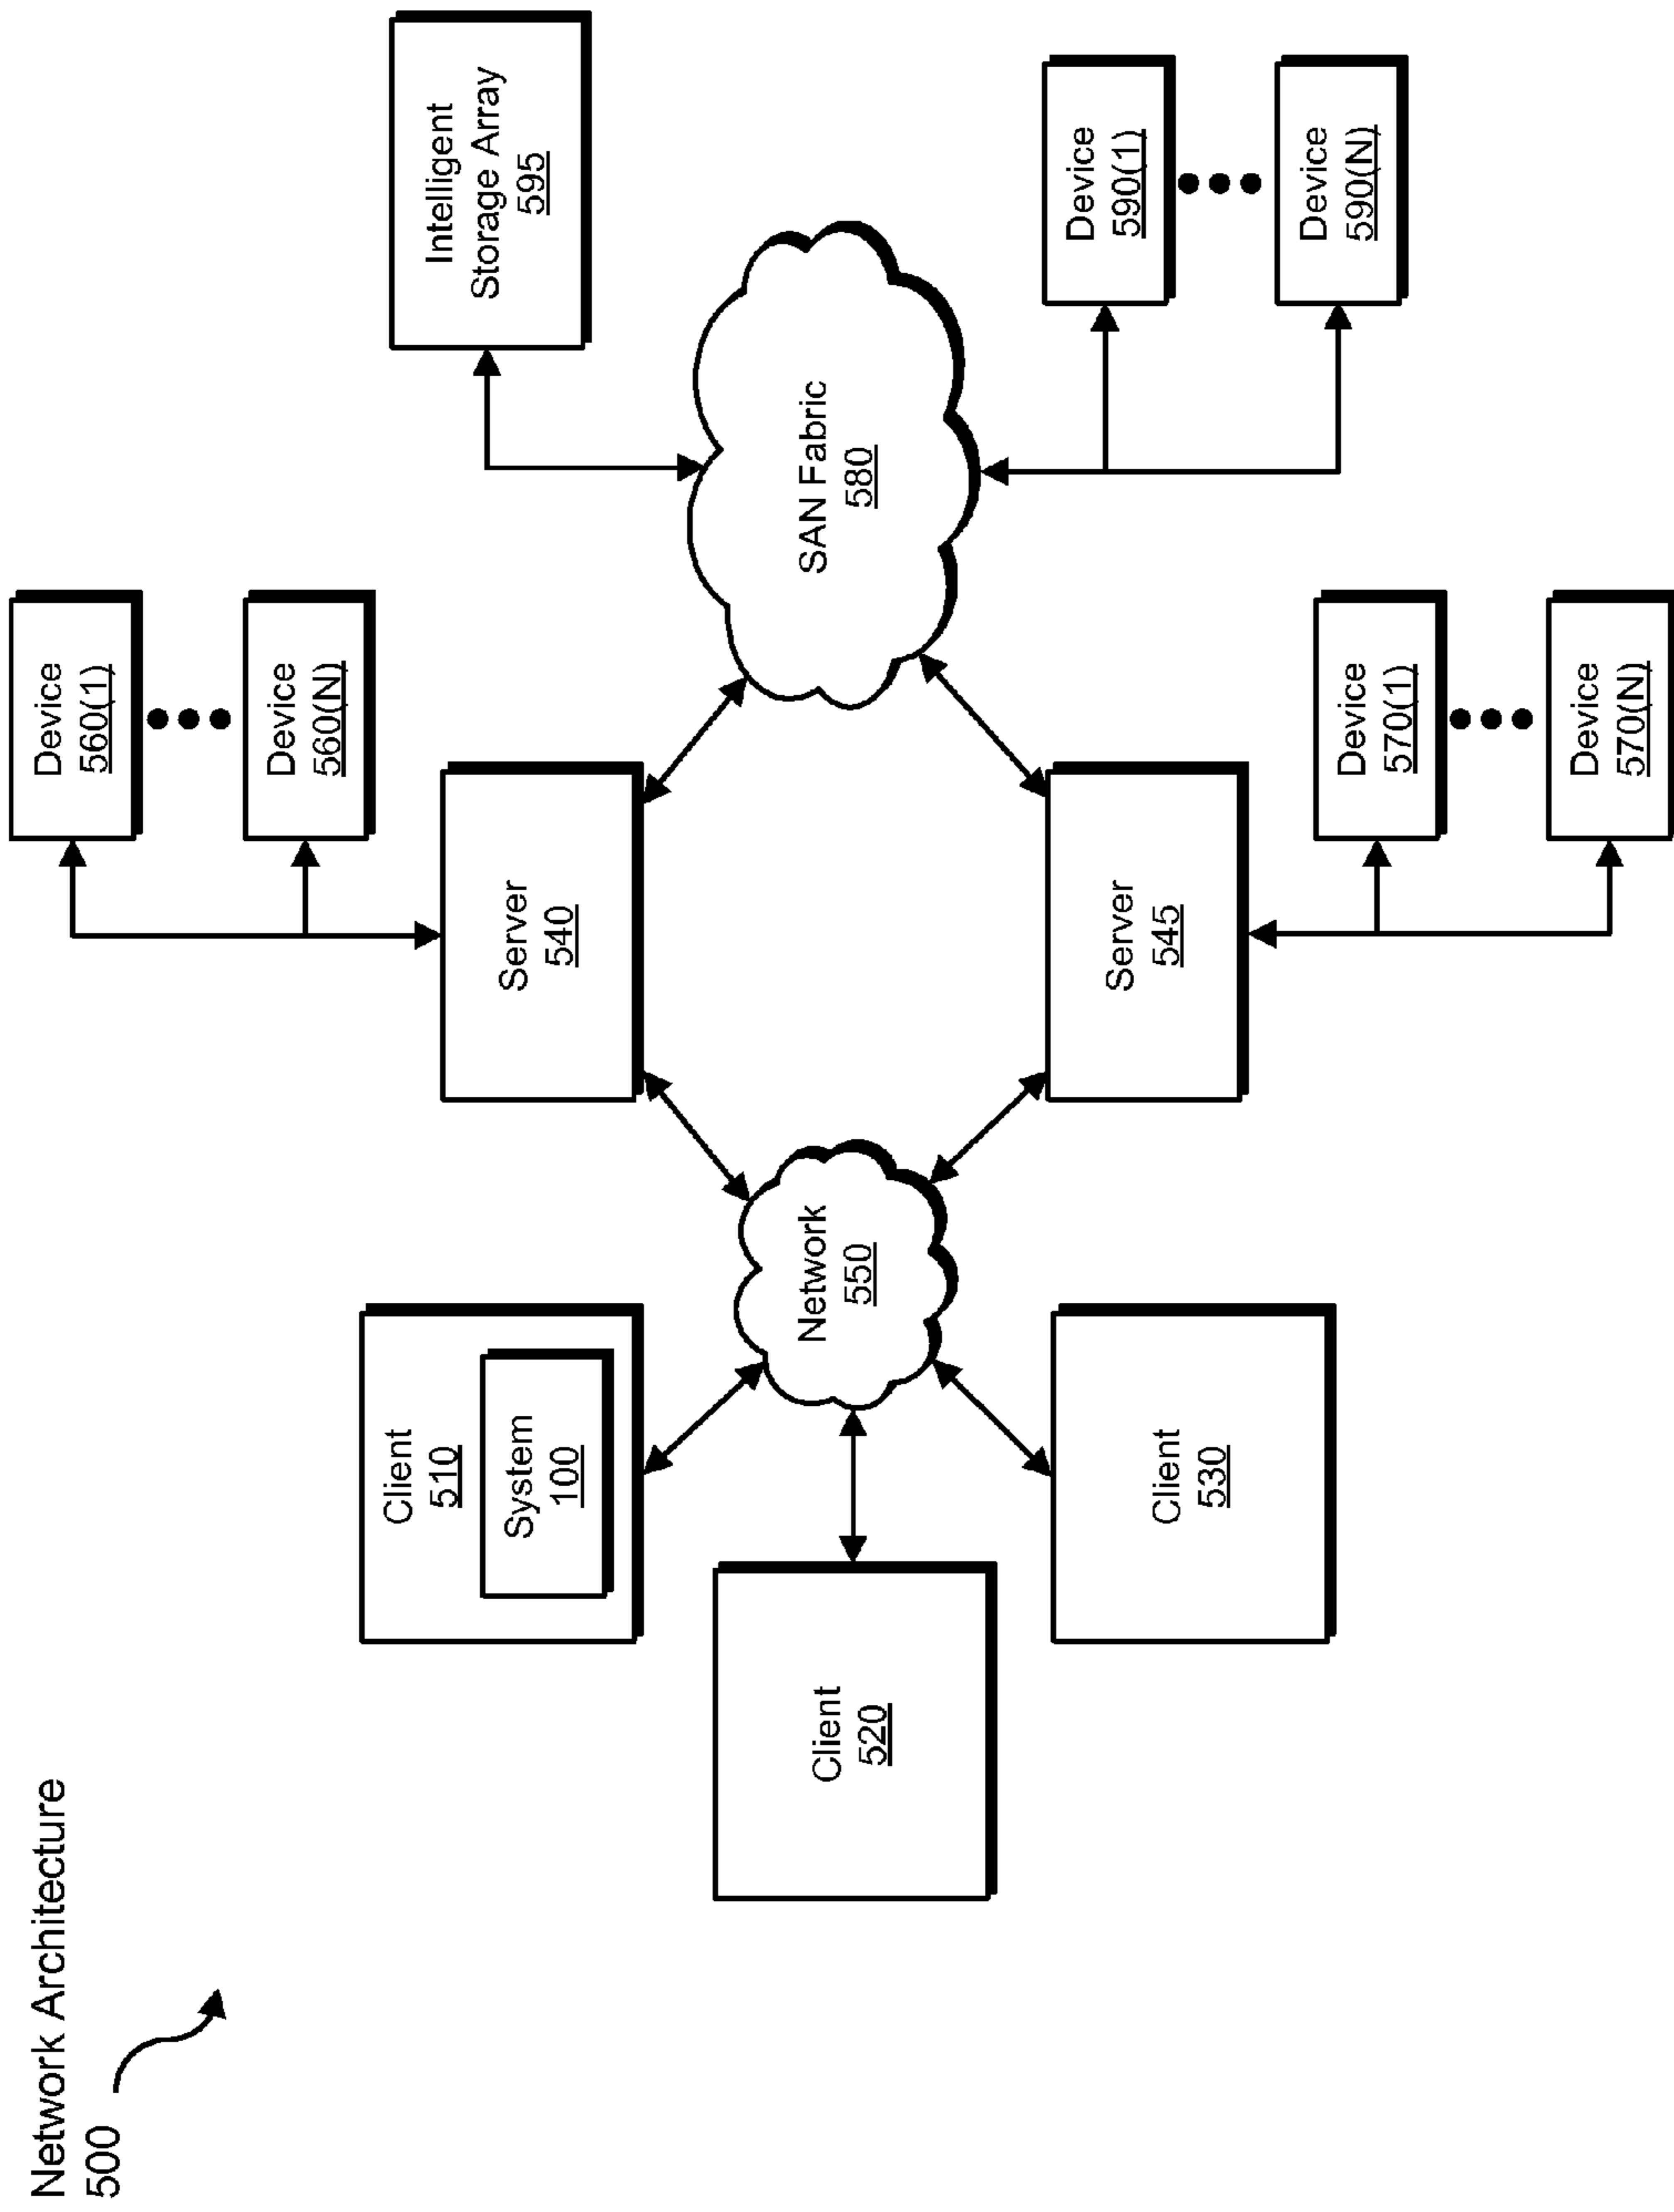 Network Architecture
500
Client
510
System
100
Client
520
Client
530
Network
550
Server
540
Server
545
Device
560(1)
Device
560(N)
Device
570(1)
Device
570(N)
SAN Fabric
580
Intelligent
Storage Array
595
Device
590(1)
Device
590(N)